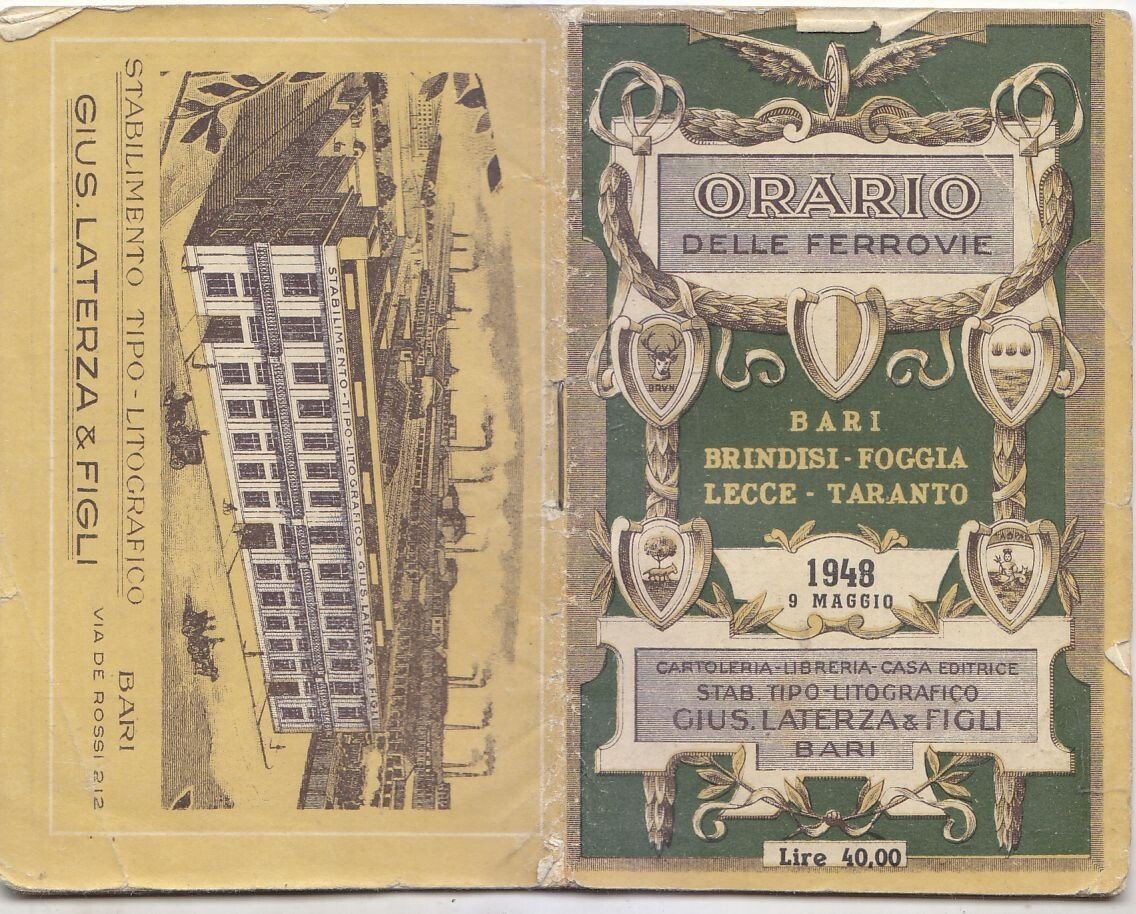 ORARIO
DELLE FERROVIE
BRVN
BARI
BRINDISI-FOGGIA
LECCE - TARANTO
1948
9 MAGGIO
CARTOLERIA-LIBRERIA-CASA EDITRICE
STAB. TIPO-LITOGRAFICO
GIUS. LATERZA & FIGLI
BARI
Lire 40,00
STABILIMENTO-TIPO-LITOGRAFICO-GIUS. LATERZA & FIGLI
STABILIMENTO TIPO-LITOGRAFICO BARI
GIUS. LATERZA & FIGLI VIA DE ROSSI 212